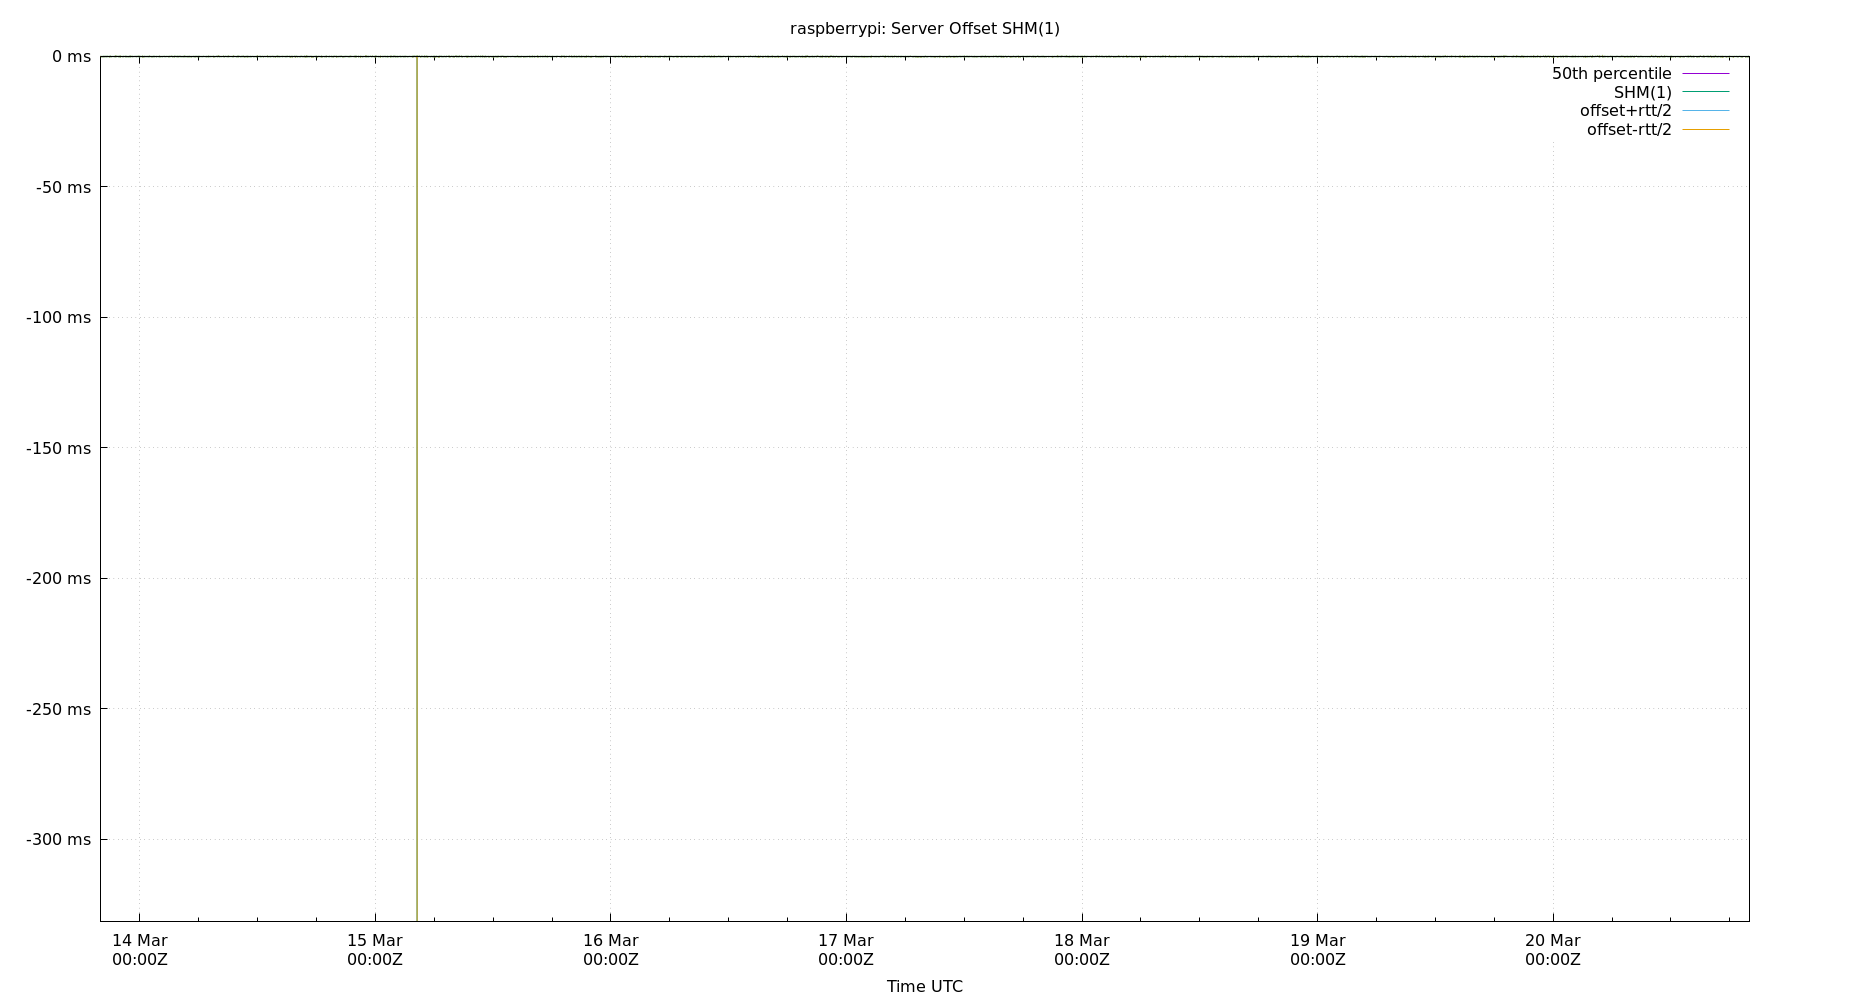 raspberrypi: Server Offset SHM(1)
0 ms
50th percentile
SHM(1)
offset+rtt/2
offset-rtt/2
-50 ms
-100 ms
-150 ms
-200 ms
-250 ms
-300 ms
14 Mar 15 Mar 16 Mar 17 Mar 18 Mar 19 Mar 20 Mar
00:00Z 00:00Z 00:00Z 00:00Z 00:00Z 00:00Z 00:00Z
Time UTC